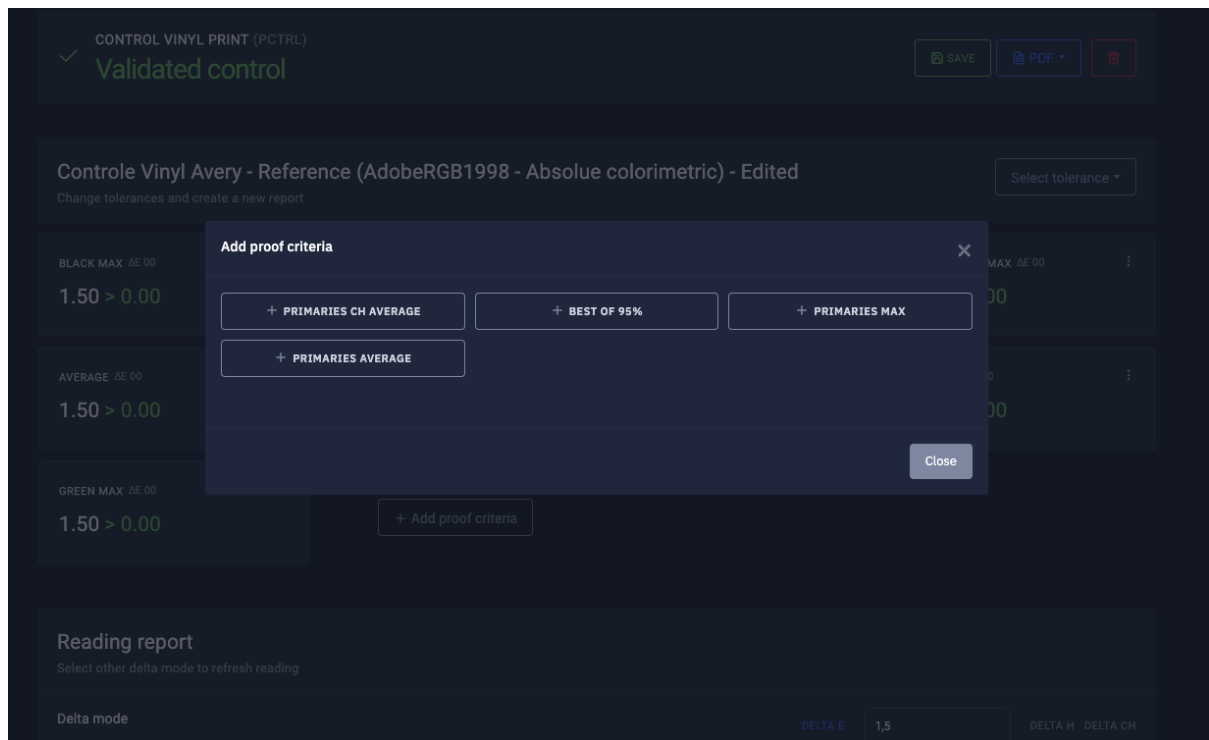 CONTROL VINYL PRINT (PCTRL)
Validated control
SAVE
PDF
Controle Vinyl Avery - Reference (AdobeRGB1998 - Absolue colorimetric) - Edited
Change tolerances and create a new report
Select tolerance
BLACK MAX ΔE 00
1.50 > 0.00
MAX ΔE 00
00
Add proof criteria
+ PRIMARIES CH AVERAGE
+ BEST OF 95%
+ PRIMARIES MAX
+ PRIMARIES AVERAGE
Close
AVERAGE ΔE 00
1.50 > 0.00
0
00
GREEN MAX ΔE 00
1.50 > 0.00
+ Add proof criteria
Reading report
Select other delta mode to refresh reading
Delta mode
DELTA E
1,5
DELTA H DELTA CH